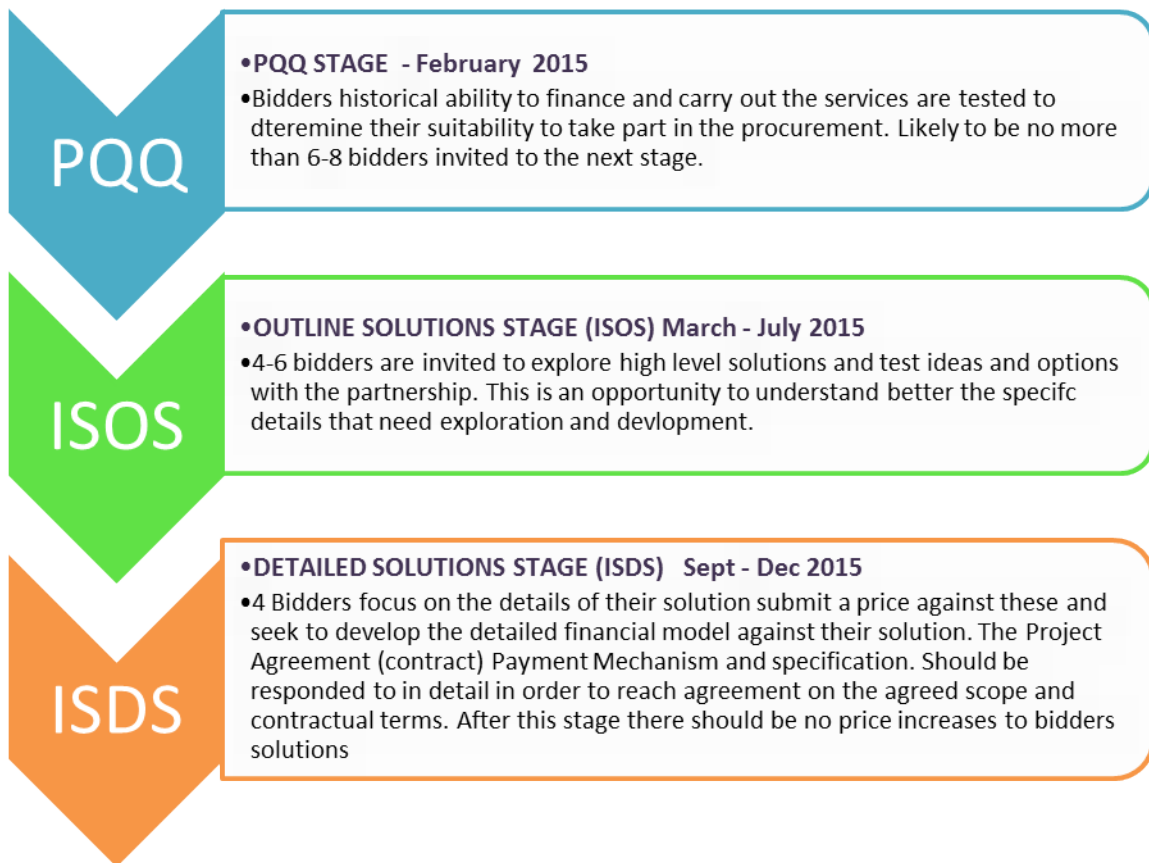 PQQ
•PQQ STAGE - February 2015
•Bidders historical ability to finance and carry out the services are tested to
dteremine their suitability to take part in the procurement. Likely to be no more
than 6-8 bidders invited to the next stage.
ISOS
•OUTLINE SOLUTIONS STAGE (ISOS) March - July 2015
•4-6 bidders are invited to explore high level solutions and test ideas and options
with the partnership. This is an opportunity to understand better the specifc
details that need exploration and devlopment.
ISDS
•DETAILED SOLUTIONS STAGE (ISDS) Sept - Dec 2015
•4 Bidders focus on the details of their solution submit a price against these and
seek to develop the detailed financial model against their solution. The Project
Agreement (contract) Payment Mechanism and specification. Should be
responded to in detail in order to reach agreement on the agreed scope and
contractual terms. After this stage there should be no price increases to bidders
solutions